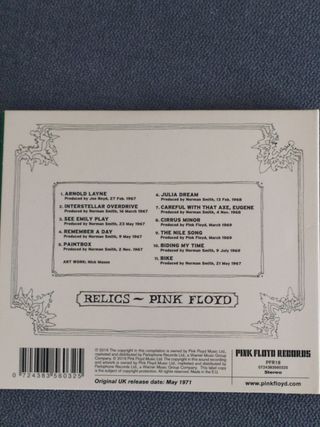 1. ARNOLD LAYNE
Produced by Joe Boyd, 27 Feb. 1967
2. INTERSTELLAR OVERDRIVE
Produced by Norman Smith, 16 March 1967
3. SEE EMILY PLAY
Produced by Norman Smith, 23 May 1967
4. REMEMBER A DAY
Produced by Norman Smith, 9 May 1967
5. PAINTBOX
Produced by Norman Smith, 2 Nov. 1967
ART WORK: Nick Mason
6. JULIA DREAM
Produced by Norman Smith, 13 Feb. 1968
7. CAREFUL WITH THAT AXE, EUGENE
Produced by Norman Smith, 4 Nov. 1968
8. CIRRUS MINOR
Produced by Pink Floyd, March 1969
9. THE NILE SONG
Produced by Pink Floyd, March 1969
10. BIDING MY TIME
Produced by Norman Smith, 9 July 1969
11. BIKE
Produced by Norman Smith, 21 May 1967
RELICS ~ PINK FLOYD
0 724383 560325
Original UK release date: May 1971
PINK FLOYD RECORDS
PFR18
0724383560325
Stereo
www.pinkfloyd.com